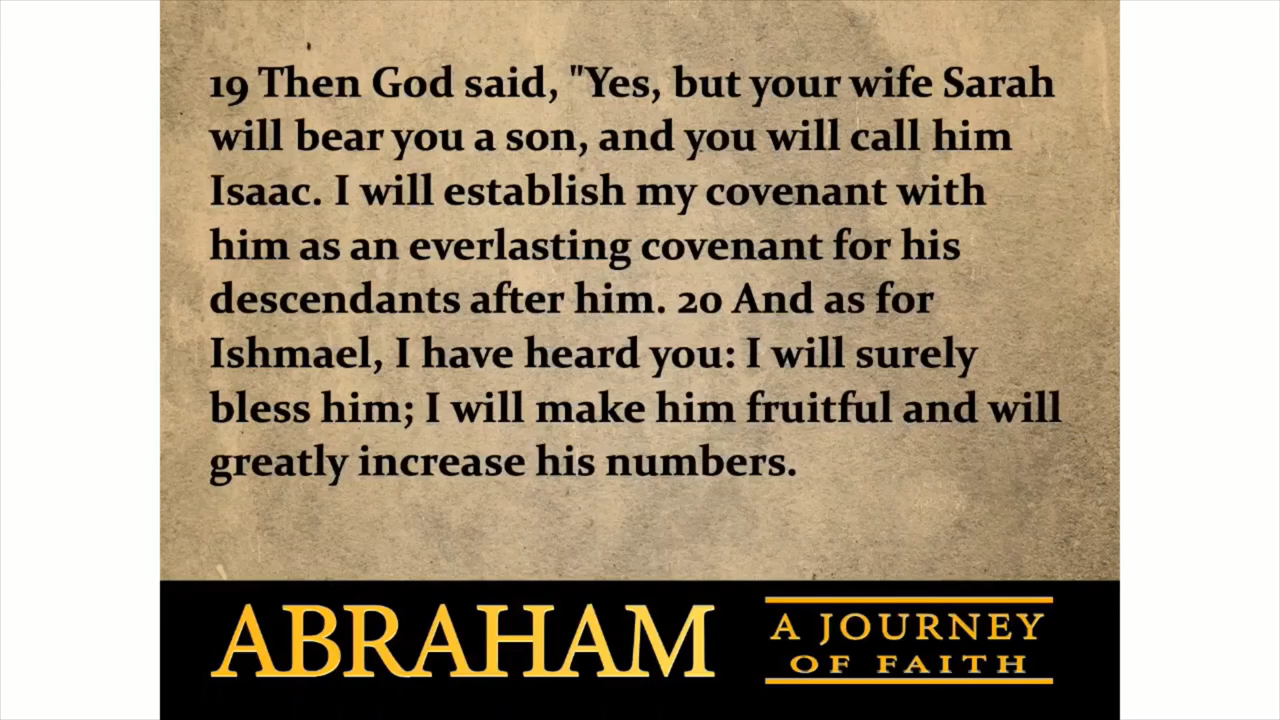 19 Then God said, "Yes, but your wife Sarah
will bear you a son, and you will call him
Isaac. I will establish my covenant with
him as an everlasting covenant for his
descendants after him. 20 And as for
Ishmael, I have heard you: I will surely
bless him; I will make him fruitful and will
greatly increase his numbers.
ABRAHAM
A JOURNEY
OF FAITH